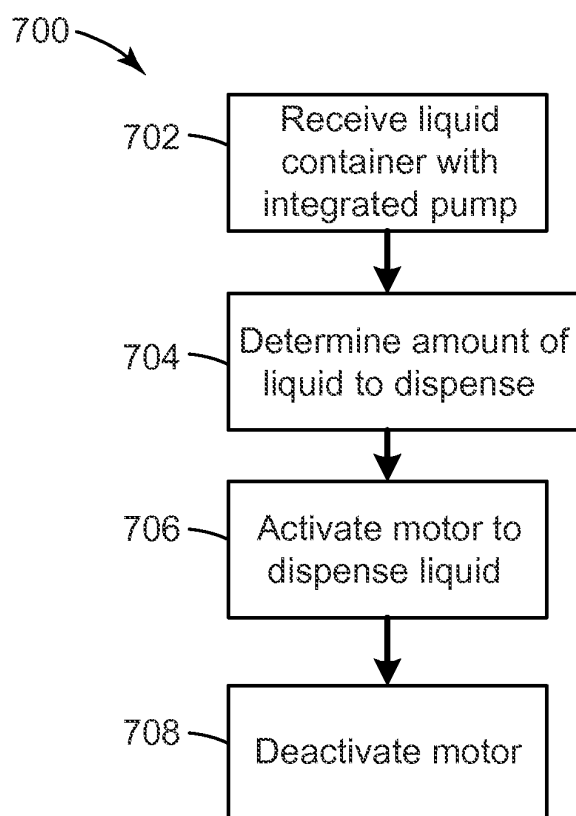 700
702
Receive liquid
container with
integrated pump
704
Determine amount of
liquid to dispense
706
Activate motor to
dispense liquid
708
Deactivate motor